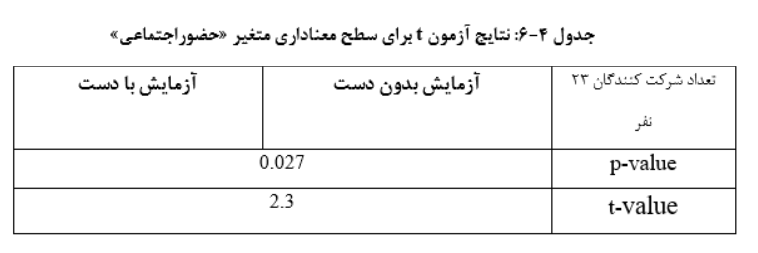 جدول ۴-۶: نتایج آزمون t برای سطح معناداری متغیر «حضوراجتماعی»
تعداد شرکت کنندگان ۲۳ نفر
آزمایش بدون دست
آزمایش با دست
p-value
0.027
t-value
2.3